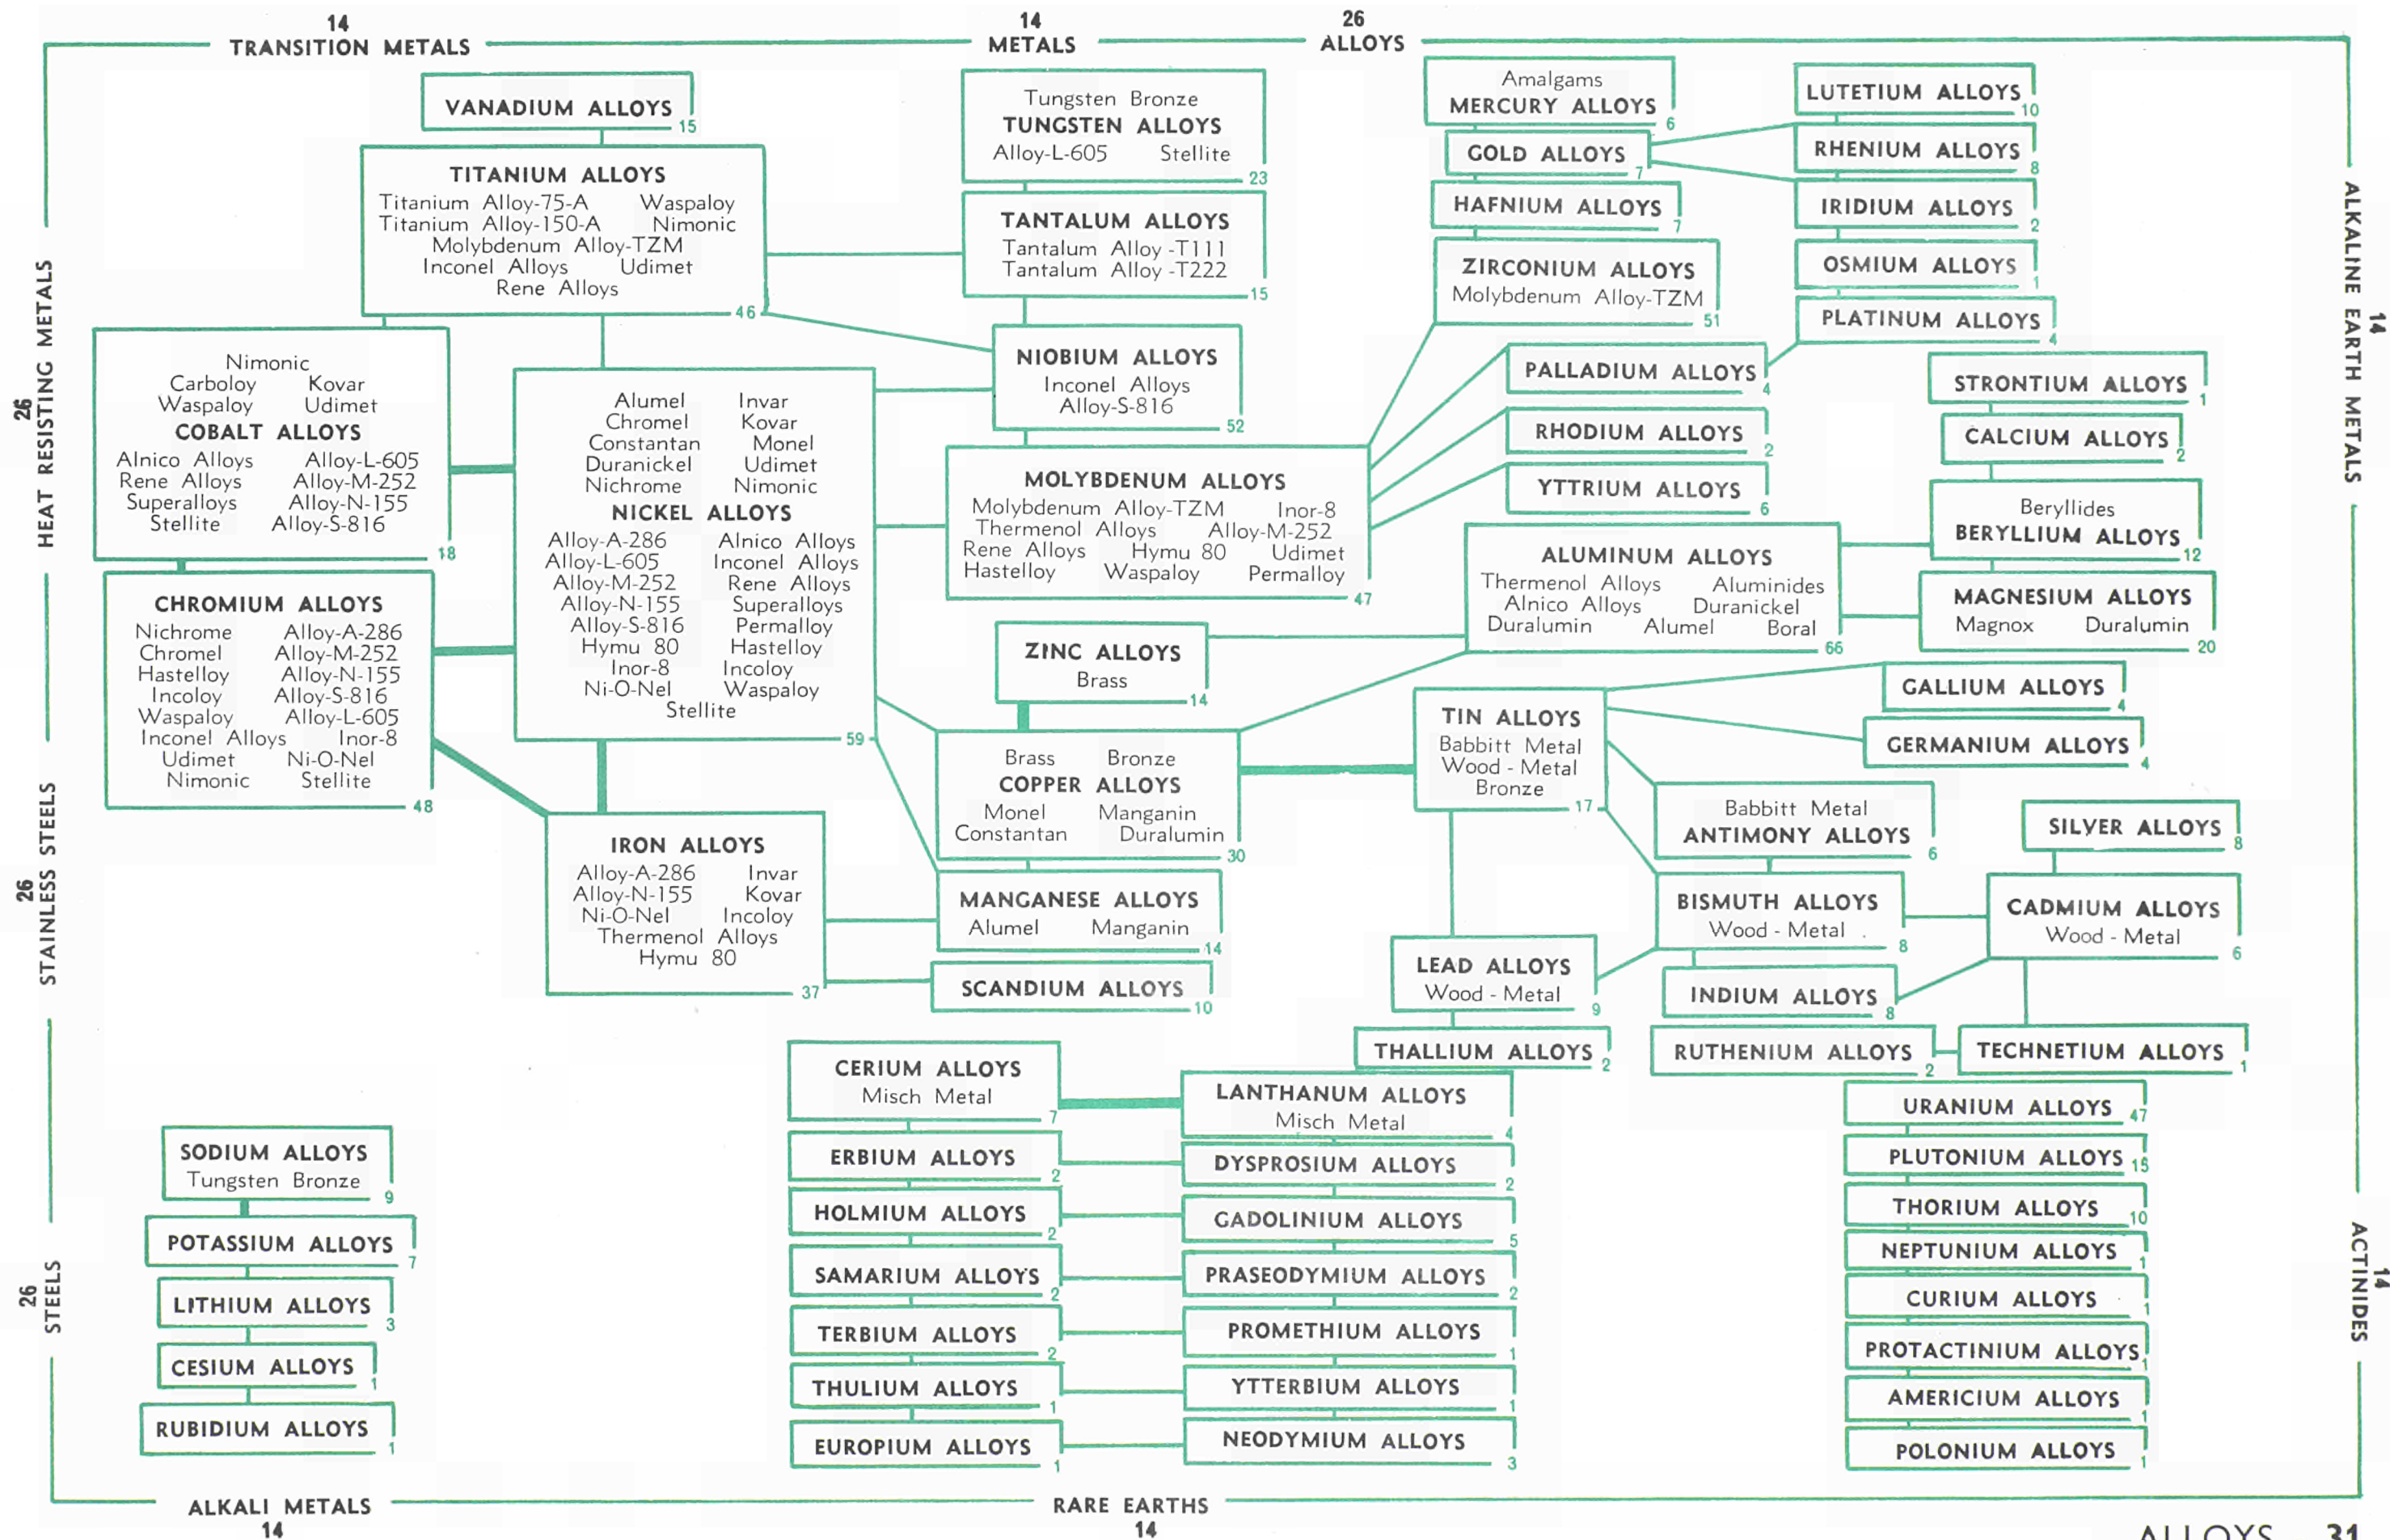 14
TRANSITION METALS
14
METALS
26
ALLOYS
26
HEAT RESISTING METALS
26
STAINLESS STEELS
26
STEELS
14
ALKALINE EARTH METALS
14
ACTINIDES
VANADIUM ALLOYS
15
TITANIUM ALLOYS
Titanium Alloy-75-A Waspaloy
Titanium Alloy-150-A Nimonic
Molybdenum Alloy-TZM
Inconel Alloys Udimet
Rene Alloys
46
Nimonic
Carboloy Kovar
Waspaloy Udimet
COBALT ALLOYS
Alnico Alloys Alloy-L-605
Rene Alloys Alloy-M-252
Superalloys Alloy-N-155
Stellite Alloy-S-816
18
CHROMIUM ALLOYS
Nichrome Alloy-A-286
Chromel Alloy-M-252
Hastelloy Alloy-N-155
Incoloy Alloy-S-816
Waspaloy Alloy-L-605
Inconel Alloys Inor-8
Udimet Ni-O-Nel
Nimonic Stellite
48
Alumel Invar
Chromel Kovar
Constantan Monel
Duranickel Udimet
Nichrome Nimonic
NICKEL ALLOYS
Alloy-A-286 Alnico Alloys
Alloy-L-605 Inconel Alloys
Alloy-M-252 Rene Alloys
Alloy-N-155 Superalloys
Alloy-S-816 Permalloy
Hymu 80 Hastelloy
Inor-8 Incoloy
Ni-O-Nel Waspaloy
Stellite
59
IRON ALLOYS
Alloy-A-286 Invar
Alloy-N-155 Kovar
Ni-O-Nel Incoloy
Thermenol Alloys
Hymu 80
37
Tungsten Bronze
TUNGSTEN ALLOYS
Alloy-L-605 Stellite
23
TANTALUM ALLOYS
Tantalum Alloy -T111
Tantalum Alloy -T222
15
NIOBIUM ALLOYS
Inconel Alloys
Alloy-S-816
52
MOLYBDENUM ALLOYS
Molybdenum Alloy-TZM Inor-8
Thermenol Alloys Alloy-M-252
Rene Alloys Hymu 80 Udimet
Hastelloy Waspaloy Permalloy
47
ZINC ALLOYS
Brass
14
Brass Bronze
COPPER ALLOYS
Monel Manganin
Constantan Duralumin
30
MANGANESE ALLOYS
Alumel Manganin
14
SCANDIUM ALLOYS
10
Amalgams
MERCURY ALLOYS
6
GOLD ALLOYS
7
HAFNIUM ALLOYS
7
ZIRCONIUM ALLOYS
Molybdenum Alloy-TZM
51
LUTETIUM ALLOYS
10
RHENIUM ALLOYS
8
IRIDIUM ALLOYS
2
OSMIUM ALLOYS
1
PLATINUM ALLOYS
4
PALLADIUM ALLOYS
4
RHODIUM ALLOYS
2
YTTRIUM ALLOYS
6
STRONTIUM ALLOYS
1
CALCIUM ALLOYS
2
Beryllides
BERYLLIUM ALLOYS
12
ALUMINUM ALLOYS
Thermenol Alloys Aluminides
Alnico Alloys Duranickel
Duralumin Alumel Boral
66
MAGNESIUM ALLOYS
Magnox Duralumin
20
TIN ALLOYS
Babbitt Metal
Wood - Metal
Bronze
17
GALLIUM ALLOYS
4
GERMANIUM ALLOYS
4
Babbitt Metal
ANTIMONY ALLOYS
6
SILVER ALLOYS
8
BISMUTH ALLOYS
Wood - Metal
8
CADMIUM ALLOYS
Wood - Metal
6
LEAD ALLOYS
Wood - Metal
9
INDIUM ALLOYS
8
THALLIUM ALLOYS
2
RUTHENIUM ALLOYS
2
TECHNETIUM ALLOYS
1
CERIUM ALLOYS
Misch Metal
7
LANTHANUM ALLOYS
Misch Metal
4
ERBIUM ALLOYS
2
DYSPROSIUM ALLOYS
2
HOLMIUM ALLOYS
2
GADOLINIUM ALLOYS
5
SAMARIUM ALLOYS
2
PRASEODYMIUM ALLOYS
2
TERBIUM ALLOYS
2
PROMETHIUM ALLOYS
1
THULIUM ALLOYS
1
YTTERBIUM ALLOYS
1
EUROPIUM ALLOYS
1
NEODYMIUM ALLOYS
3
SODIUM ALLOYS
Tungsten Bronze
9
POTASSIUM ALLOYS
7
LITHIUM ALLOYS
3
CESIUM ALLOYS
1
RUBIDIUM ALLOYS
1
URANIUM ALLOYS
47
PLUTONIUM ALLOYS
15
THORIUM ALLOYS
10
NEPTUNIUM ALLOYS
1
CURIUM ALLOYS
1
PROTACTINIUM ALLOYS
1
AMERICIUM ALLOYS
1
POLONIUM ALLOYS
1
ALKALI METALS
14
RARE EARTHS
14
ALLOYS 31